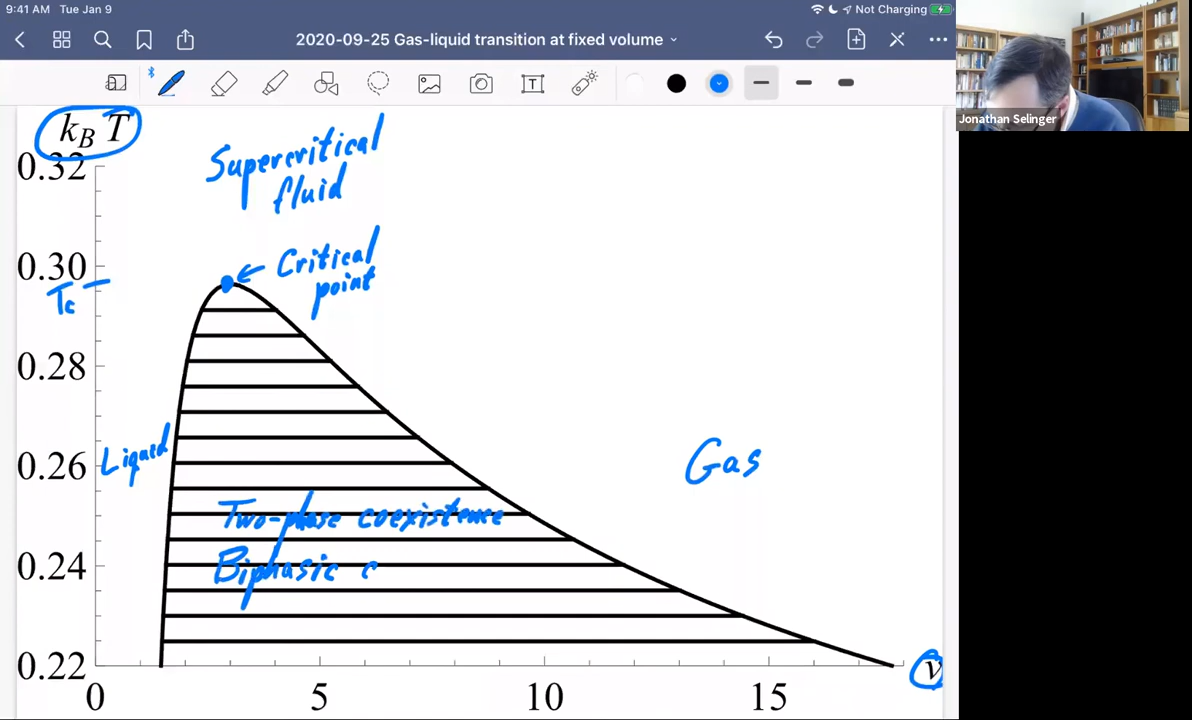 9:41 AM Tue Jan 9
Not Charging
2020-09-25 Gas-liquid transition at fixed volume
T
Jonathan Selinger
k_B T
0.32
Supercritical
fluid
0.30
Critical
point
Tc
0.28
Liquid
0.26
Gas
Two-phase coexistence
0.24
Biphasic c
0.22
v
0
5
10
15